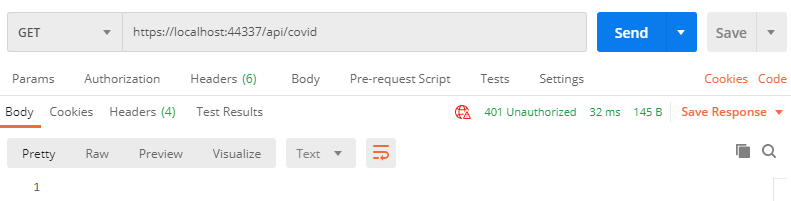 GET https://localhost:44337/api/covid Send Save
Params Authorization Headers (6) Body Pre-request Script Tests Settings Cookies Code
Body Cookies Headers (4) Test Results 401 Unauthorized 32 ms 145 B Save Response
Pretty Raw Preview Visualize Text
1